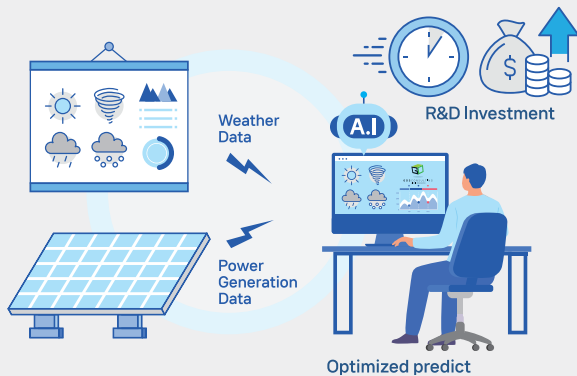 R&D Investment
A.I
Weather
Data
$
Power
Generation
Data
Optimized predict